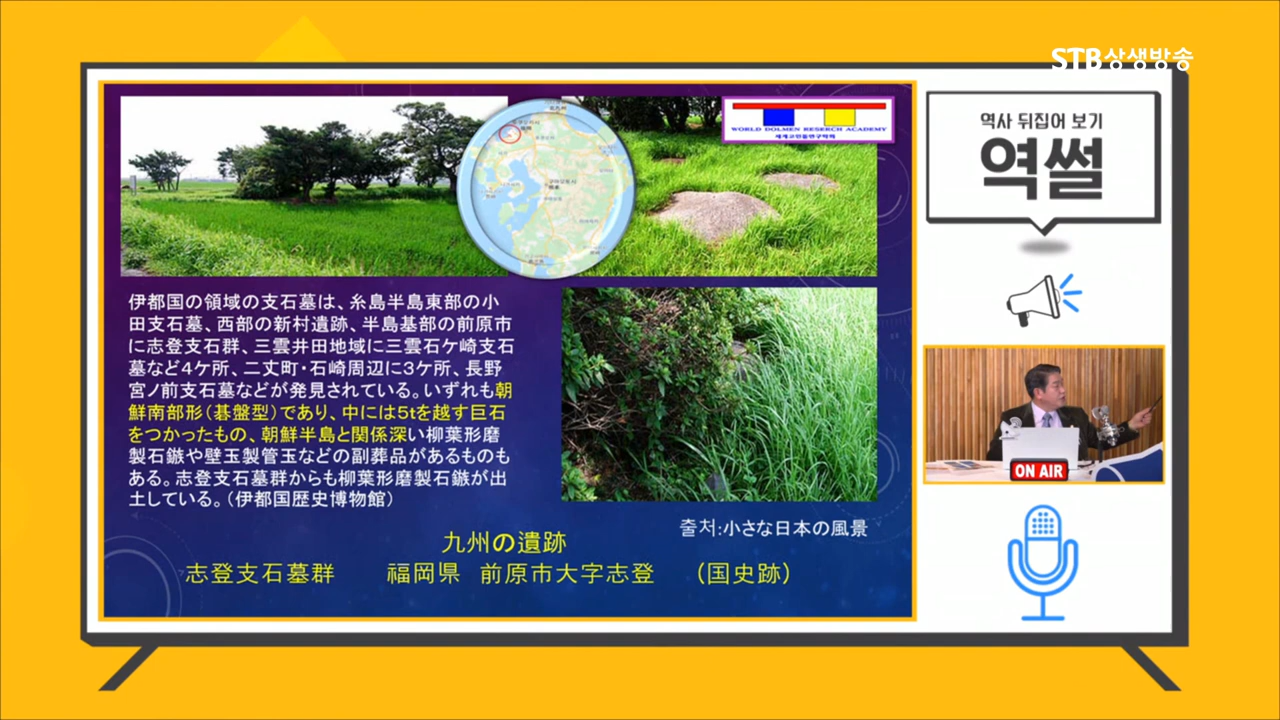 STB상생방송
역사 뒤집어 보기
역썰
WORLD DOLMEN RESERCH ACADEMY
세계고인돌연구학회
伊都国の領域の支石墓は、糸島半島東部の小
田支石墓、西部の新村遺跡、半島基部の前原市
に志登支石群、三雲井田地域に三雲石ケ崎支石
墓など4ケ所、二丈町・石崎周辺に3ケ所、長野
宮ノ前支石墓などが発見されている。いずれも朝
鮮南部形（碁盤型）であり、中には5tを越す巨石
をつかったもの、朝鮮半島と関係深い柳葉形磨
製石鏃や壁玉製管玉などの副葬品があるものも
ある。志登支石墓群からも柳葉形磨製石鏃が出
土している。（伊都国歴史博物館）
출처:小さな日本の風景
九州の遺跡
志登支石墓群 福岡県 前原市大字志登 （国史跡）
ON AIR